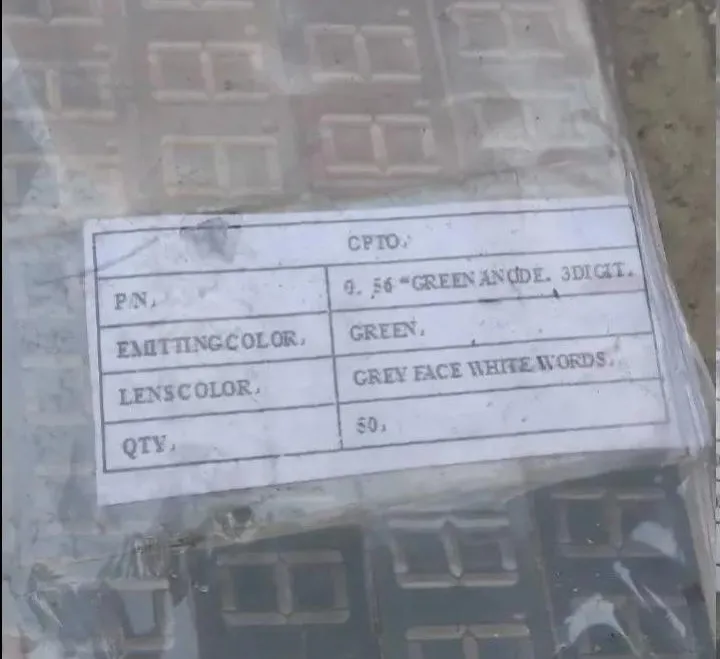 CPTO.
P/N. 0.56"GREEN ANODE. 3DIGIT.
EMITTINGCOLOR. GREEN.
LENSCOLOR. GREY FACE WHITE WORDS.
QTY. 50.